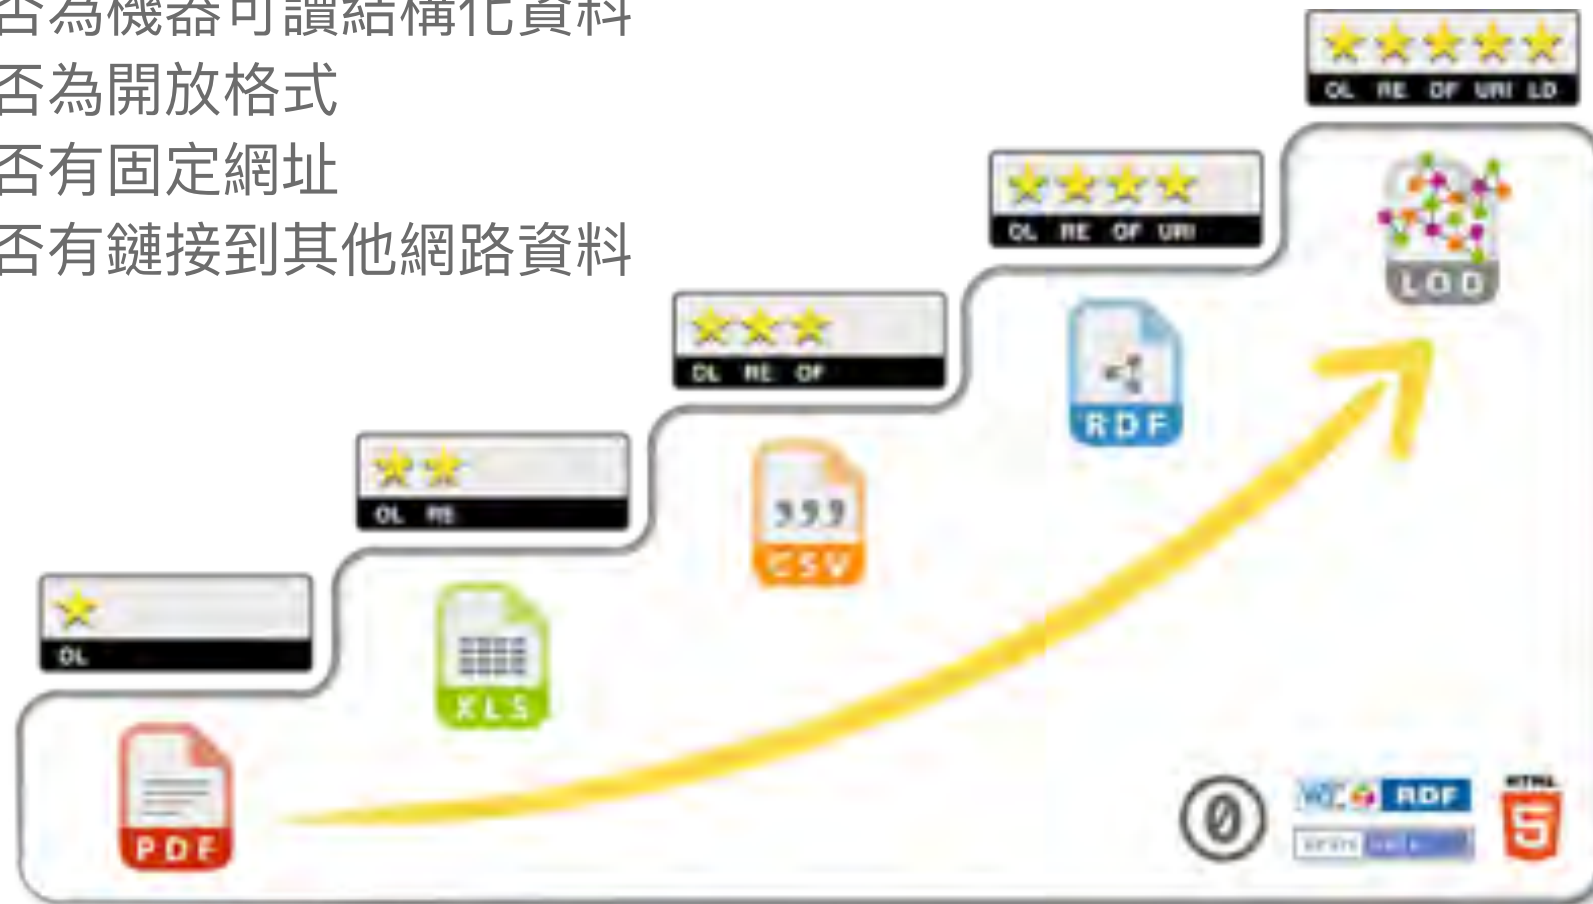 否為機器可讀結構化資料
否為開放格式
否有固定網址
否有鏈接到其他網路資料
OL RE OF URI LD
LOD
OL RE OF URI
RDF
OL RE OF
CSV
OL RE
XLS
OL
PDF
RDF
HTML
5